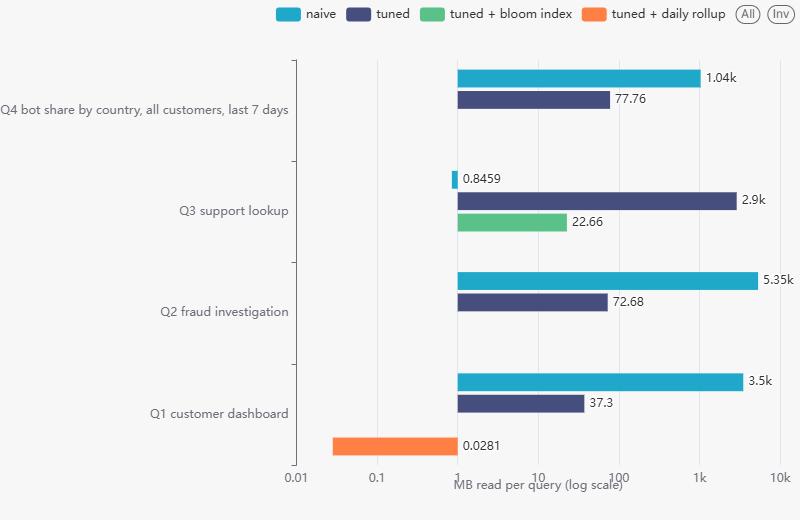 naive tuned tuned + bloom index tuned + daily rollup All Inv
1.04k
Q4 bot share by country, all customers, last 7 days
77.76
0.8459
2.9k
Q3 support lookup
22.66
5.35k
72.68
Q2 fraud investigation
3.5k
37.3
Q1 customer dashboard
0.0281
0.01 0.1 1 10 100 1k 10k
MB read per query (log scale)